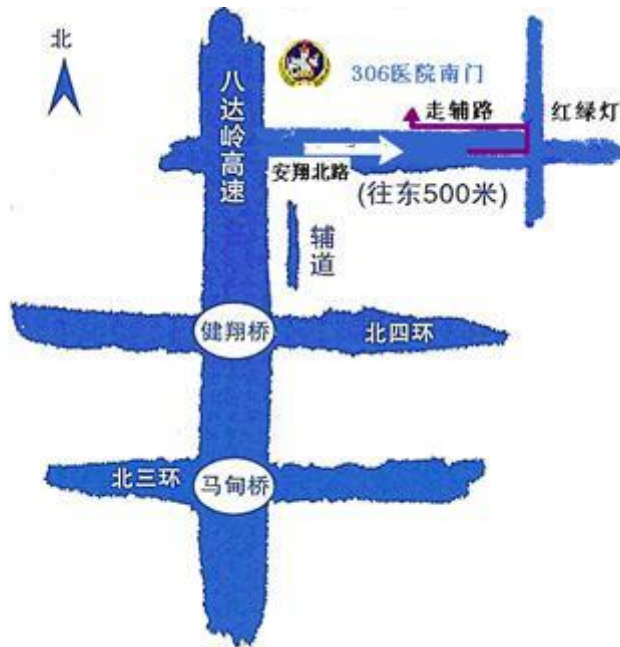 北
八达岭高速
306医院南门
走辅路
红绿灯
安翔北路
(往东500米)
辅道
健翔桥
北四环
北三环
马甸桥